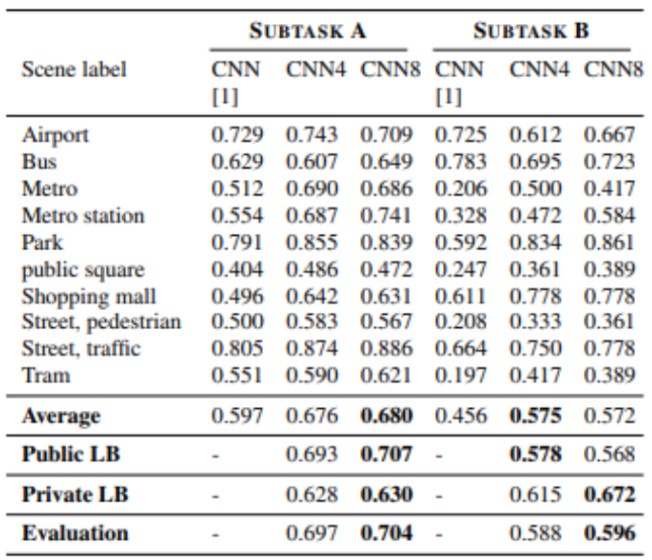 SUBTASK A SUBTASK B
Scene label CNN CNN4 CNN8 CNN CNN4 CNN8
[1] [1]
Airport 0.729 0.743 0.709 0.725 0.612 0.667
Bus 0.629 0.607 0.649 0.783 0.695 0.723
Metro 0.512 0.690 0.686 0.206 0.500 0.417
Metro station 0.554 0.687 0.741 0.328 0.472 0.584
Park 0.791 0.855 0.839 0.592 0.834 0.861
public square 0.404 0.486 0.472 0.247 0.361 0.389
Shopping mall 0.496 0.642 0.631 0.611 0.778 0.778
Street, pedestrian 0.500 0.583 0.567 0.208 0.333 0.361
Street, traffic 0.805 0.874 0.886 0.664 0.750 0.778
Tram 0.551 0.590 0.621 0.197 0.417 0.389
Average 0.597 0.676 0.680 0.456 0.575 0.572
Public LB - 0.693 0.707 - 0.578 0.568
Private LB - 0.628 0.630 - 0.615 0.672
Evaluation - 0.697 0.704 - 0.588 0.596